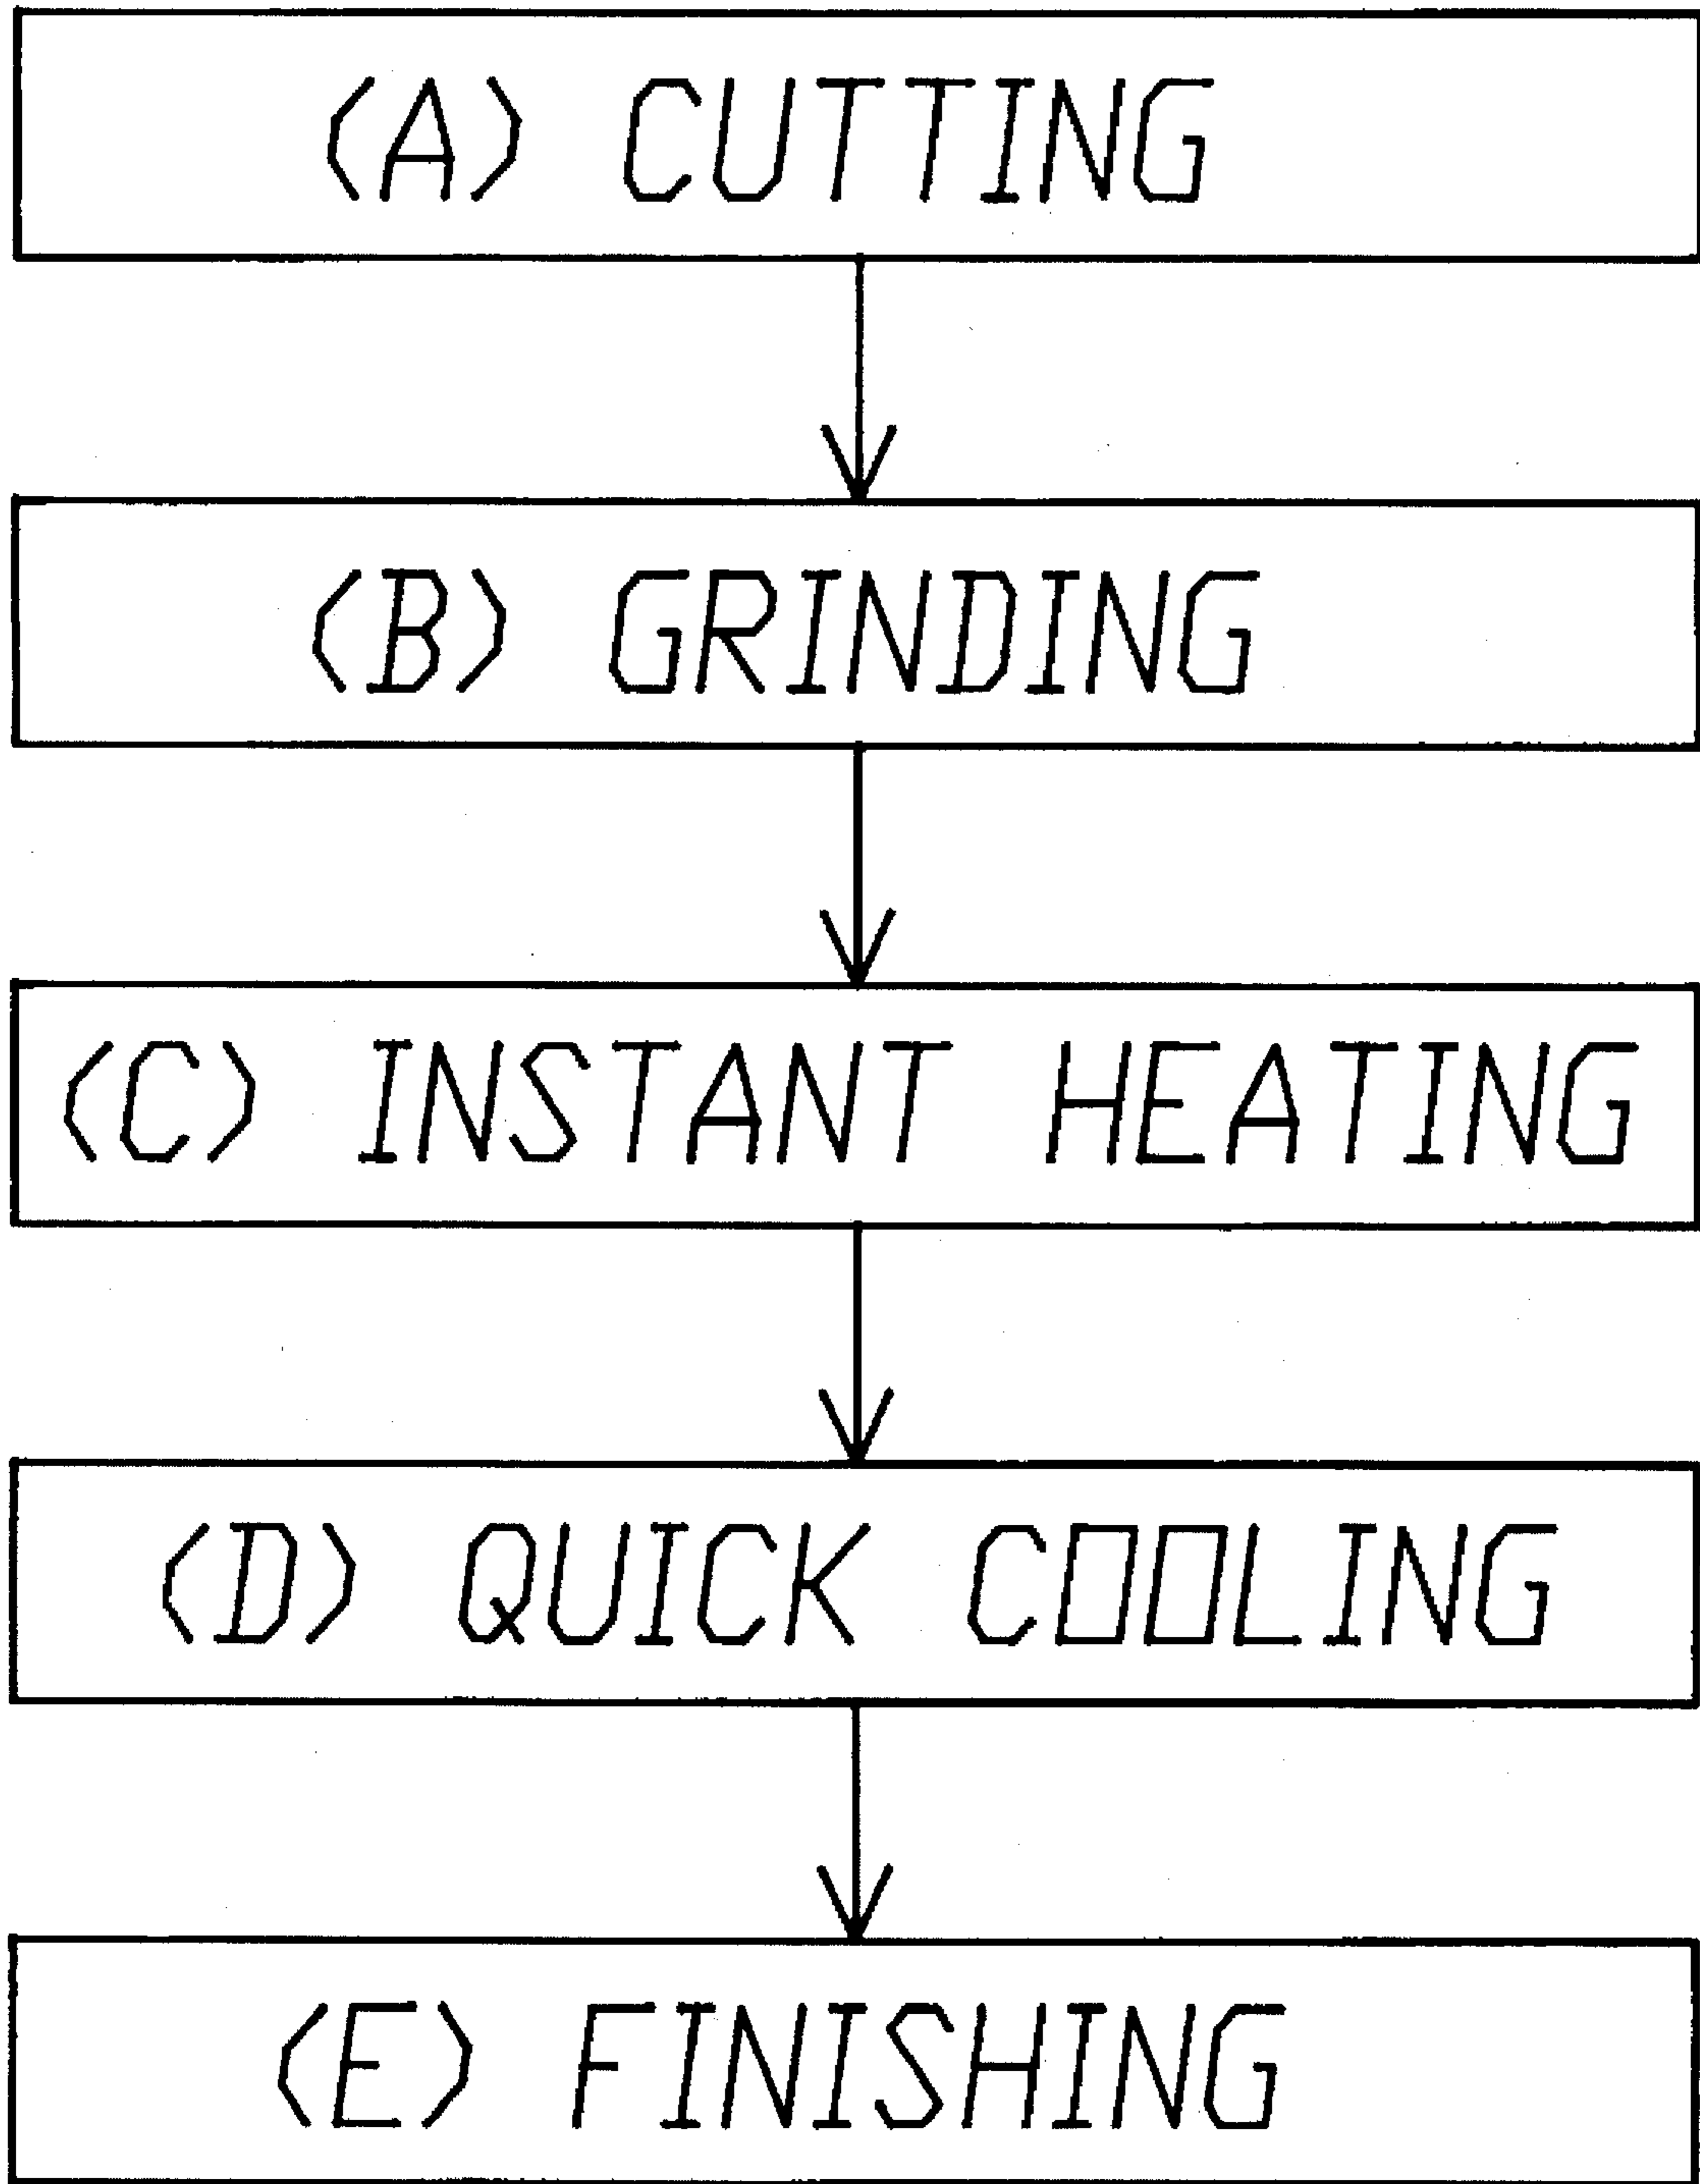 (A) CUTTING
(B) GRINDING
(C) INSTANT HEATING
(D) QUICK COOLING
(E) FINISHING